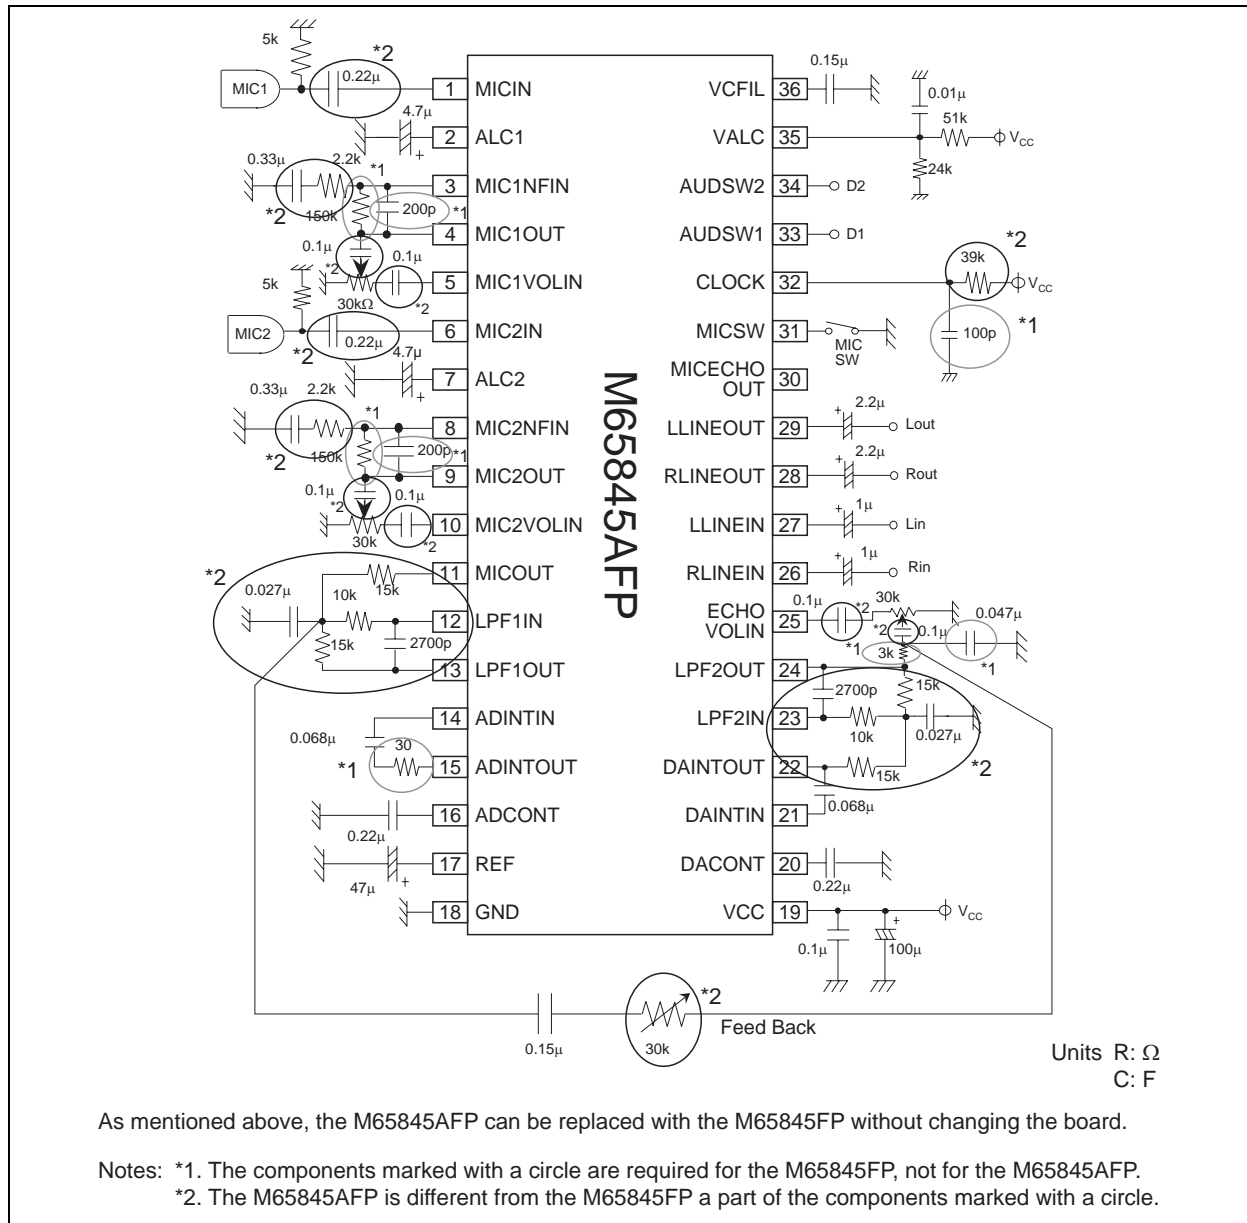 5k
*2
0.22µ
MIC1
1 MICIN
4.7µ
+
2 ALC1
0.33µ 2.2k *1
3 MIC1NFIN
*2 150k 200p *1
4 MIC1OUT
0.1µ 0.1µ
*2
5 MIC1VOLIN
5k 30kΩ *2
MIC2
6 MIC2IN
*2 0.22µ
4.7µ
+
7 ALC2
0.33µ 2.2k *1
8 MIC2NFIN
*2 150k 200p *1
9 MIC2OUT
0.1µ 0.1µ
*2
10 MIC2VOLIN
30k *2
*2
11 MICOUT
15k
0.027µ 10k
12 LPF1IN
15k 2700p
13 LPF1OUT
14 ADINTIN
0.068µ 30
*1
15 ADINTOUT
16 ADCONT
0.22µ
17 REF
47µ +
18 GND
M65845AFP
0.15µ
VCFIL 36
0.01µ
51k
VALC 35
VCC
24k
AUDSW2 34 D2
AUDSW1 33 D1
*2
39k
CLOCK 32
VCC
MICSW 31
MIC
SW
100p *1
MICECHO
OUT 30
2.2µ
+
LLINEOUT 29 Lout
2.2µ
+
RLINEOUT 28 Rout
1µ
+
LLINEIN 27 Lin
1µ
+
RLINEIN 26 Rin
0.1µ *2 30k 0.047µ
ECHO
VOLIN 25
*2 0.1µ
*1 3k *1
LPF2OUT 24
2700p 15k
LPF2IN 23
10k 0.027µ
DAINTOUT 22
15k *2
0.068µ
DAINTIN 21
DACONT 20
0.22µ
VCC 19
+
VCC
0.1µ 100µ
0.15µ
30k
*2
Feed Back
Units R: Ω
C: F
As mentioned above, the M65845AFP can be replaced with the M65845FP without changing the board.
Notes: *1. The components marked with a circle are required for the M65845FP, not for the M65845AFP.
*2. The M65845AFP is different from the M65845FP a part of the components marked with a circle.